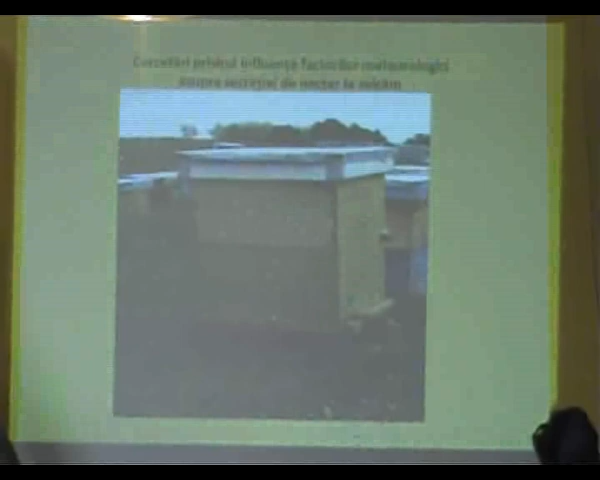 Cercetări privind influența factorilor meteorologici
asupra secreției de nectar la salcâm